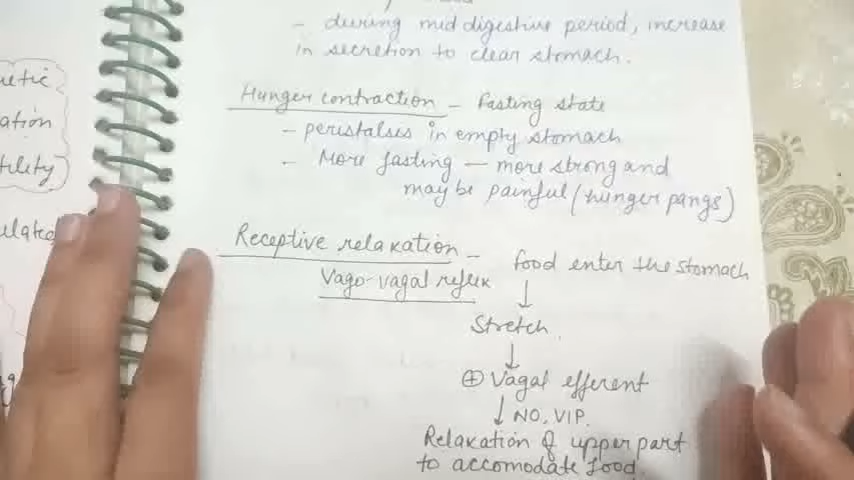 - during mid digestive period, increase
in secretion to clear stomach.
Hunger contraction - fasting state
- peristalses in empty stomach
- More fasting - more strong and
may be painful (hunger pangs)
Receptive relaxation - food enter the stomach
Vago-vagal reflex
↓
Stretch
↓
⊕ Vagal efferent
↓ NO, VIP.
Relaxation of upper part
to accomodate food.
ation